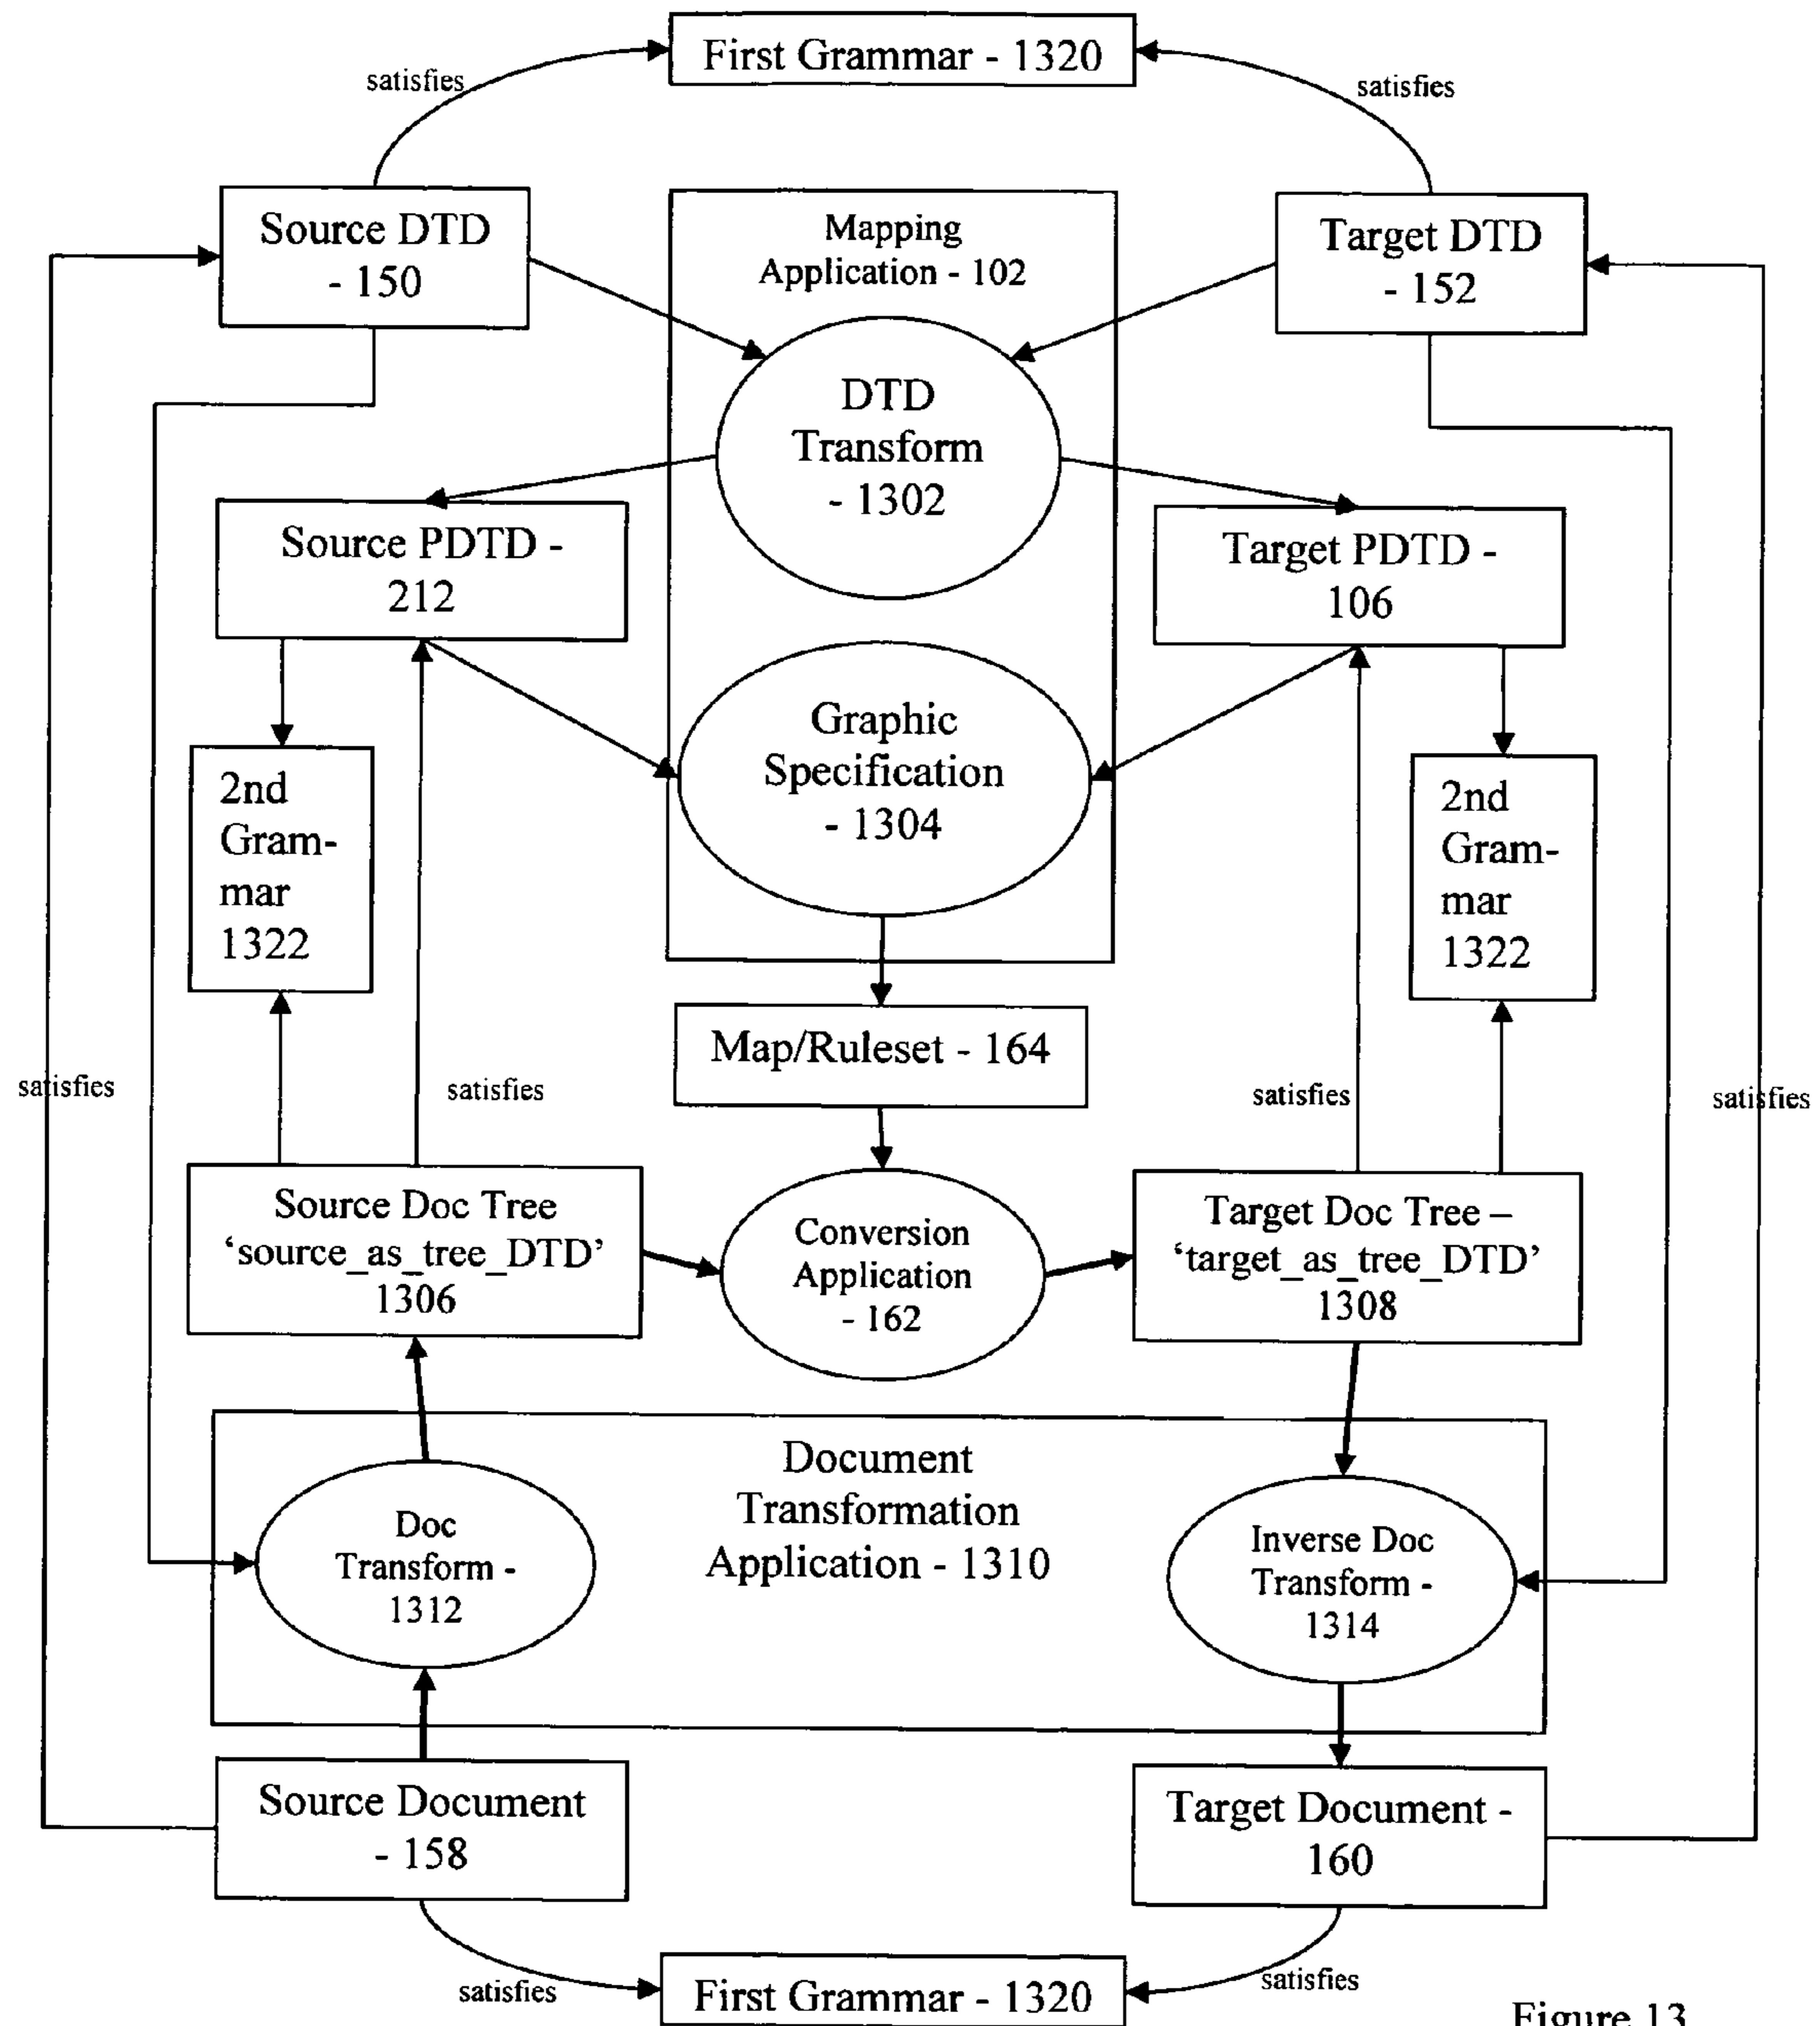 First Grammar - 1320
satisfies
satisfies
Source DTD
- 150
Mapping
Application - 102
Target DTD
- 152
DTD
Transform
- 1302
Source PDTD -
212
Target PDTD -
106
Graphic
Specification
- 1304
2nd
Gram-
mar
1322
2nd
Gram-
mar
1322
Map/Ruleset - 164
satisfies
satisfies
satisfies
satisfies
Source Doc Tree
‘source_as_tree_DTD’
1306
Conversion
Application
- 162
Target Doc Tree –
‘target_as_tree_DTD’
1308
Document
Transformation
Application - 1310
Doc
Transform -
1312
Inverse Doc
Transform -
1314
Source Document
- 158
Target Document -
160
satisfies
First Grammar - 1320
satisfies
Figure 13